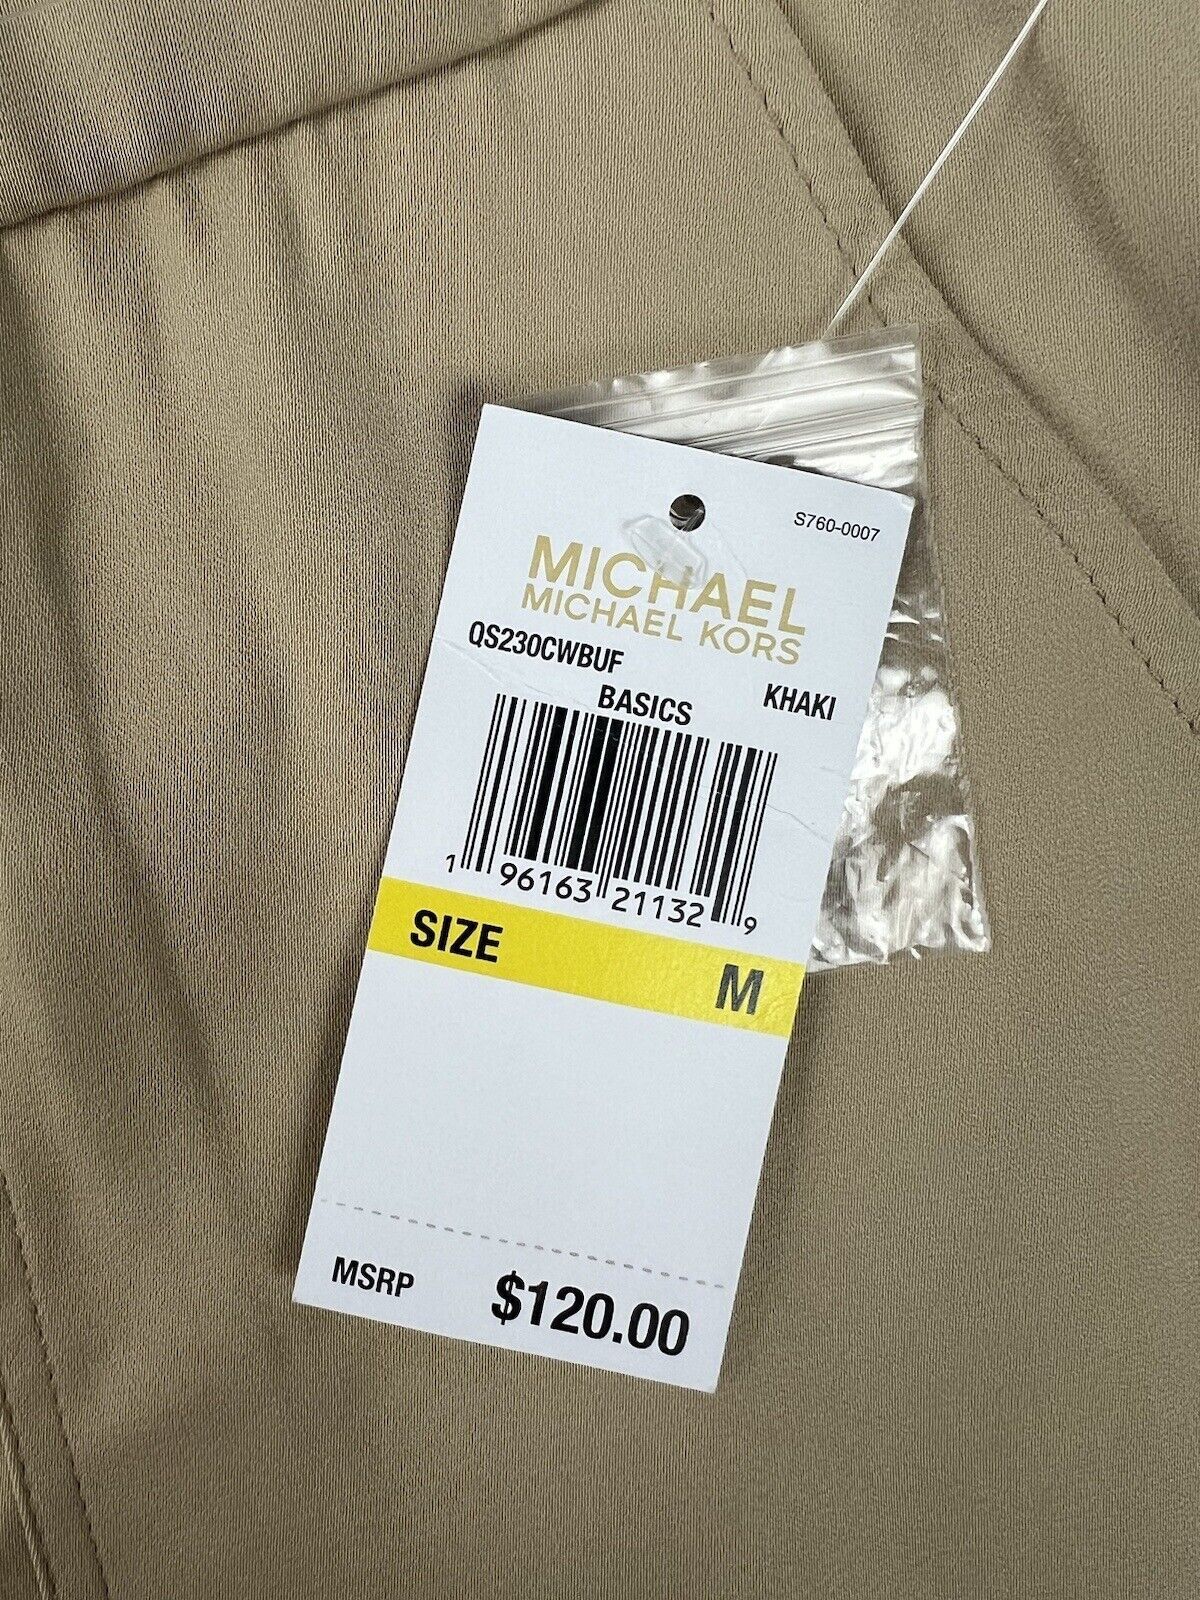 S760-0007
MICHAEL
MICHAEL KORS
QS230CWBUF
BASICS KHAKI
1 96163 21132 9
SIZE M
MSRP $120.00